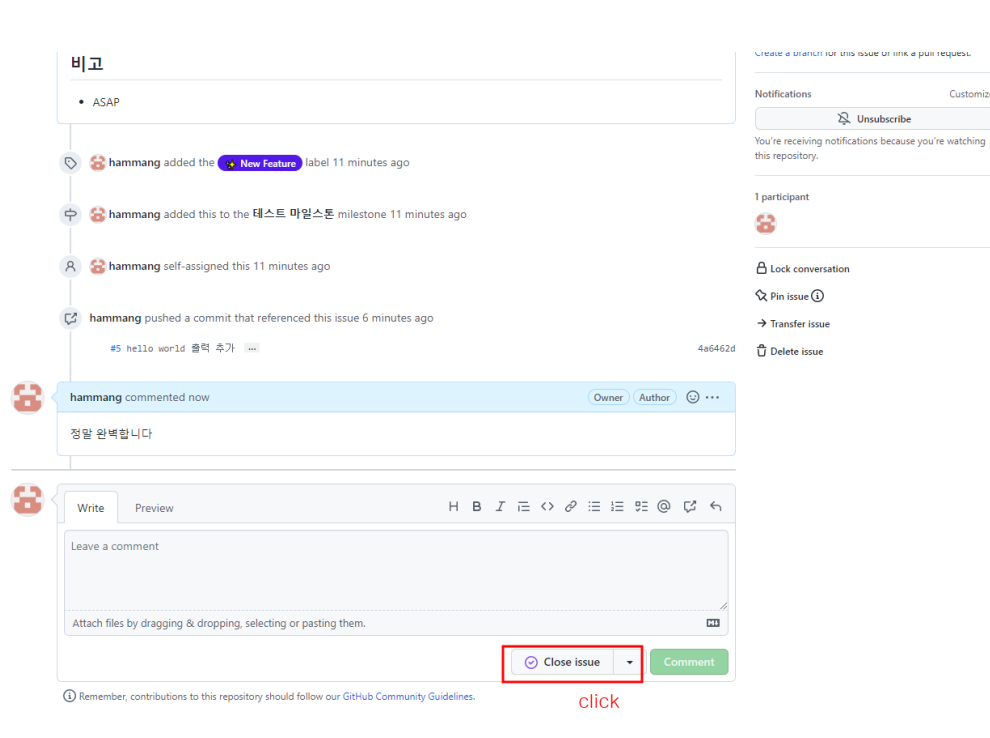 비고
Create a branch for this issue or link a pull request.
ASAP
Notifications
Customize
Unsubscribe
You're receiving notifications because you're watching
this repository.
hammang added the New Feature label 11 minutes ago
1 participant
hammang added this to the 테스트 마일스톤 milestone 11 minutes ago
hammang self-assigned this 11 minutes ago
Lock conversation
Pin issue
hammang pushed a commit that referenced this issue 6 minutes ago
Transfer issue
#5 hello world 출력 추가 ...
4a6462d
Delete issue
hammang commented now
Owner
Author
정말 완벽합니다
Write
Preview
Leave a comment
Attach files by dragging & dropping, selecting or pasting them.
Close issue
Comment
Remember, contributions to this repository should follow our GitHub Community Guidelines.
click